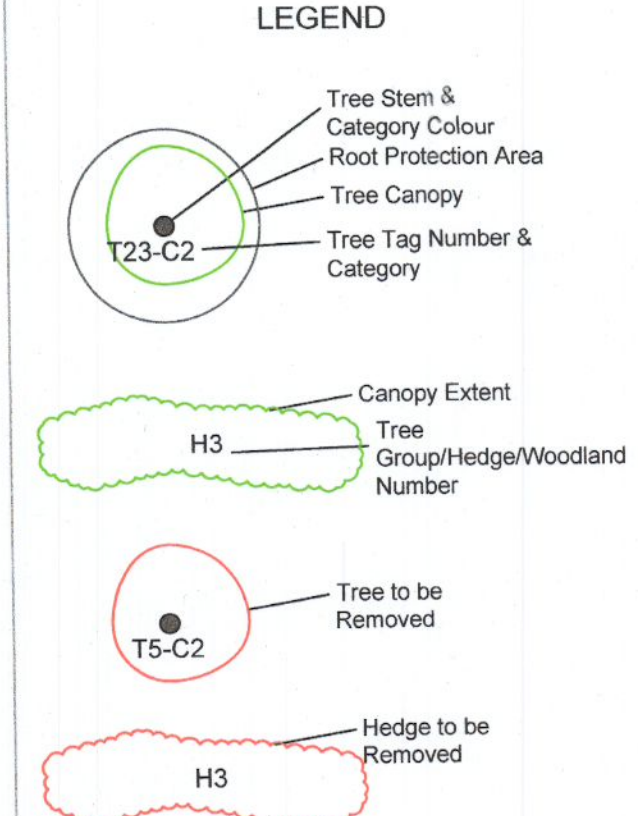 LEGEND
Tree Stem &
Category Colour
Root Protection Area
Tree Canopy
T23-C2
Tree Tag Number &
Category
Canopy Extent
H3
Tree
Group/Hedge/Woodland
Number
Tree to be
Removed
T5-C2
Hedge to be
Removed
H3